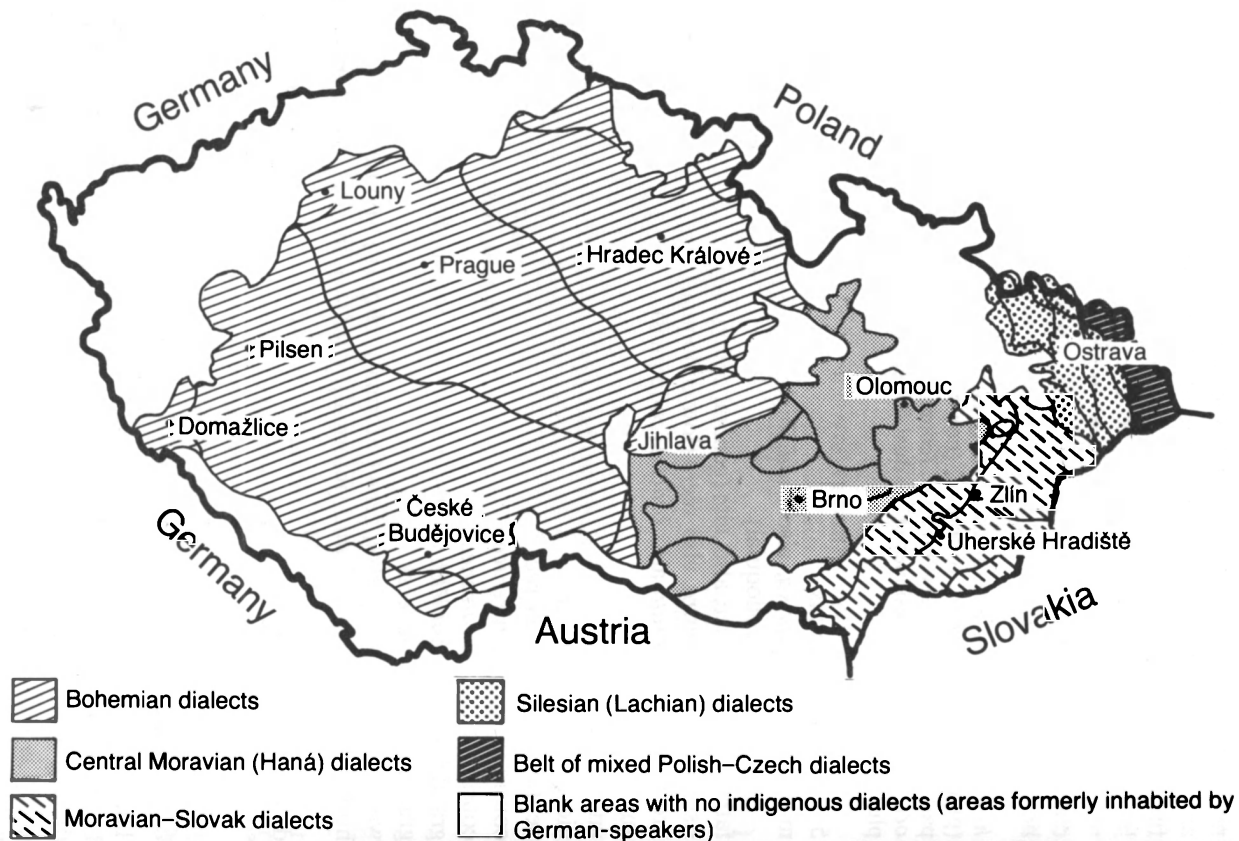 Germany
Poland
Louny
Prague
Hradec Králové
Pilsen
Ostrava
Olomouc
Domažlice
Jihlava
Brno
Zlín
České
Budějovice
Uherské Hradiště
Germany
Austria
Slovakia
Bohemian dialects
Central Moravian (Haná) dialects
Moravian–Slovak dialects
Silesian (Lachian) dialects
Belt of mixed Polish–Czech dialects
Blank areas with no indigenous dialects (areas formerly inhabited by
German-speakers)